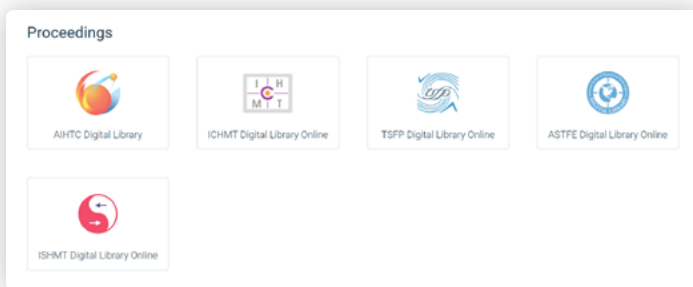 Proceedings
AIHTC Digital Library
I I H
C
M T
ICHMT Digital Library Online
TSFP Digital Library Online
ASTFE Digital Library Online
ISHMT Digital Library Online